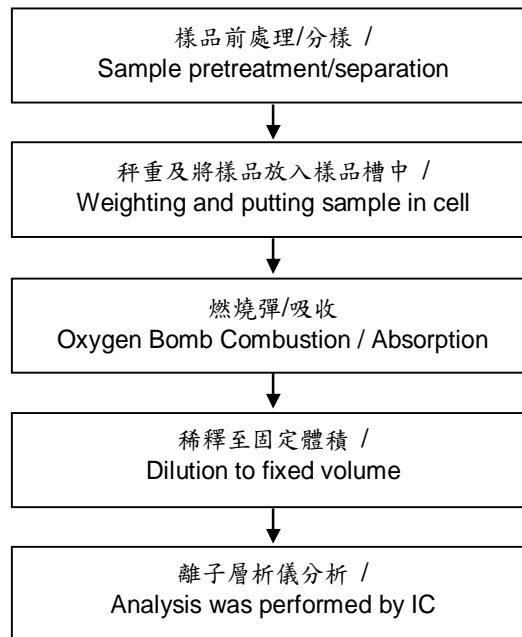 樣品前處理/分樣 /
Sample pretreatment/separation
秤重及將樣品放入樣品槽中 /
Weighting and putting sample in cell
燃燒彈/吸收
Oxygen Bomb Combustion / Absorption
稀釋至固定體積 /
Dilution to fixed volume
離子層析儀分析 /
Analysis was performed by IC